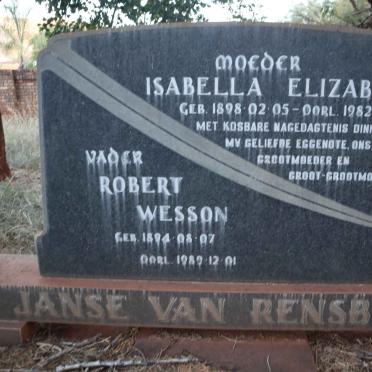 MOEDER
ISABELLA ELIZAB
GEB. 1898-02-05-OORL. 1982
MET KOSBARE NAGEDAGTENIS DIN
MY GELIEFDE EGGENOTE, ONS
GROOTMOEDER EN
GROOT-GROOTMO
VADER
ROBERT
WESSON
GEB. 1894-08-07
OORL. 1989-12-01
JANSE VAN RENSB